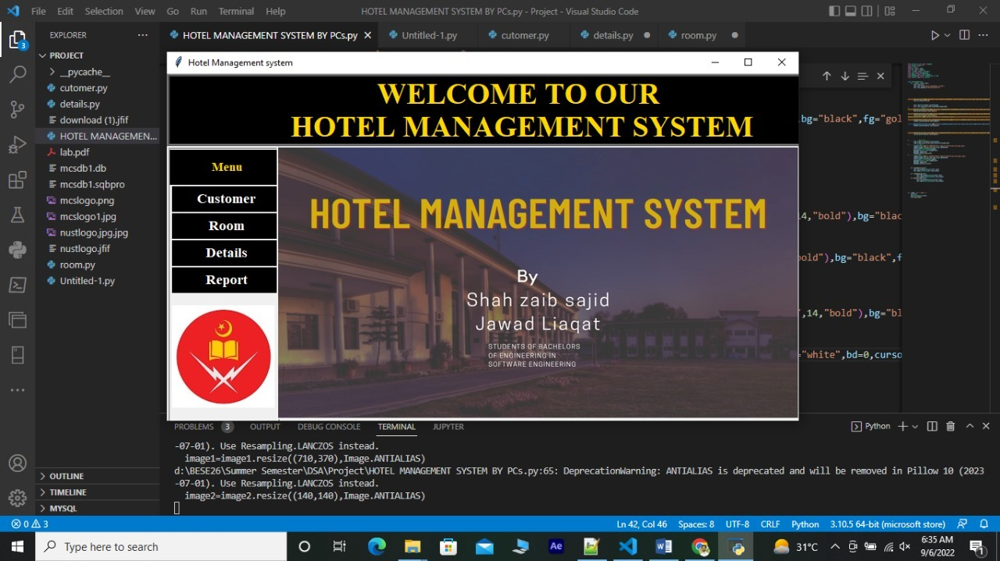 File Edit Selection View Go Run Terminal Help HOTEL MANAGEMENT SYSTEM BY PCs.py - Project - Visual Studio Code
EXPLORER
HOTEL MANAGEMENT SYSTEM BY PCs.py Untitled-1.py cutomer.py details.py room.py
3
PROJECT
__pycache__
cutomer.py
details.py
download (1).jfif
HOTEL MANAGEMEN...
lab.pdf
mcsdb1.db
mcsdb1.sqbpro
mcslogo.png
mcslogo1.jpg
nustlogo.jpg.jpg
nustlogo.jfif
room.py
Untitled-1.py
OUTLINE
TIMELINE
MYSQL
Hotel Management system
WELCOME TO OUR
HOTEL MANAGEMENT SYSTEM
Menu
Customer
Room
Details
Report
HOTEL MANAGEMENT SYSTEM
By
Shah zaib sajid
Jawad Liaqat
STUDENTS OF BACHELORS
OF ENGINEERING IN
SOFTWARE ENGINEERING
,bg="black",fg="gol
14,"bold"),bg="blac
old"),bg="black",f
",14,"bold"),bg="bl
="white",bd=0,curso
PROBLEMS 3 OUTPUT DEBUG CONSOLE TERMINAL JUPYTER Python
-07-01). Use Resampling.LANCZOS instead.
image1=image1.resize((710,370),Image.ANTIALIAS)
d:\BESE26\Summer Semester\DSA\Project\HOTEL MANAGEMENT SYSTEM BY PCs.py:65: DeprecationWarning: ANTIALIAS is deprecated and will be removed in Pillow 10 (2023
-07-01). Use Resampling.LANCZOS instead.
image2=image2.resize((140,140),Image.ANTIALIAS)
0 3 Ln 42, Col 46 Spaces: 8 UTF-8 CRLF Python 3.10.5 64-bit (microsoft store)
Type here to search
Ae
31°C
6:35 AM
9/6/2022
1